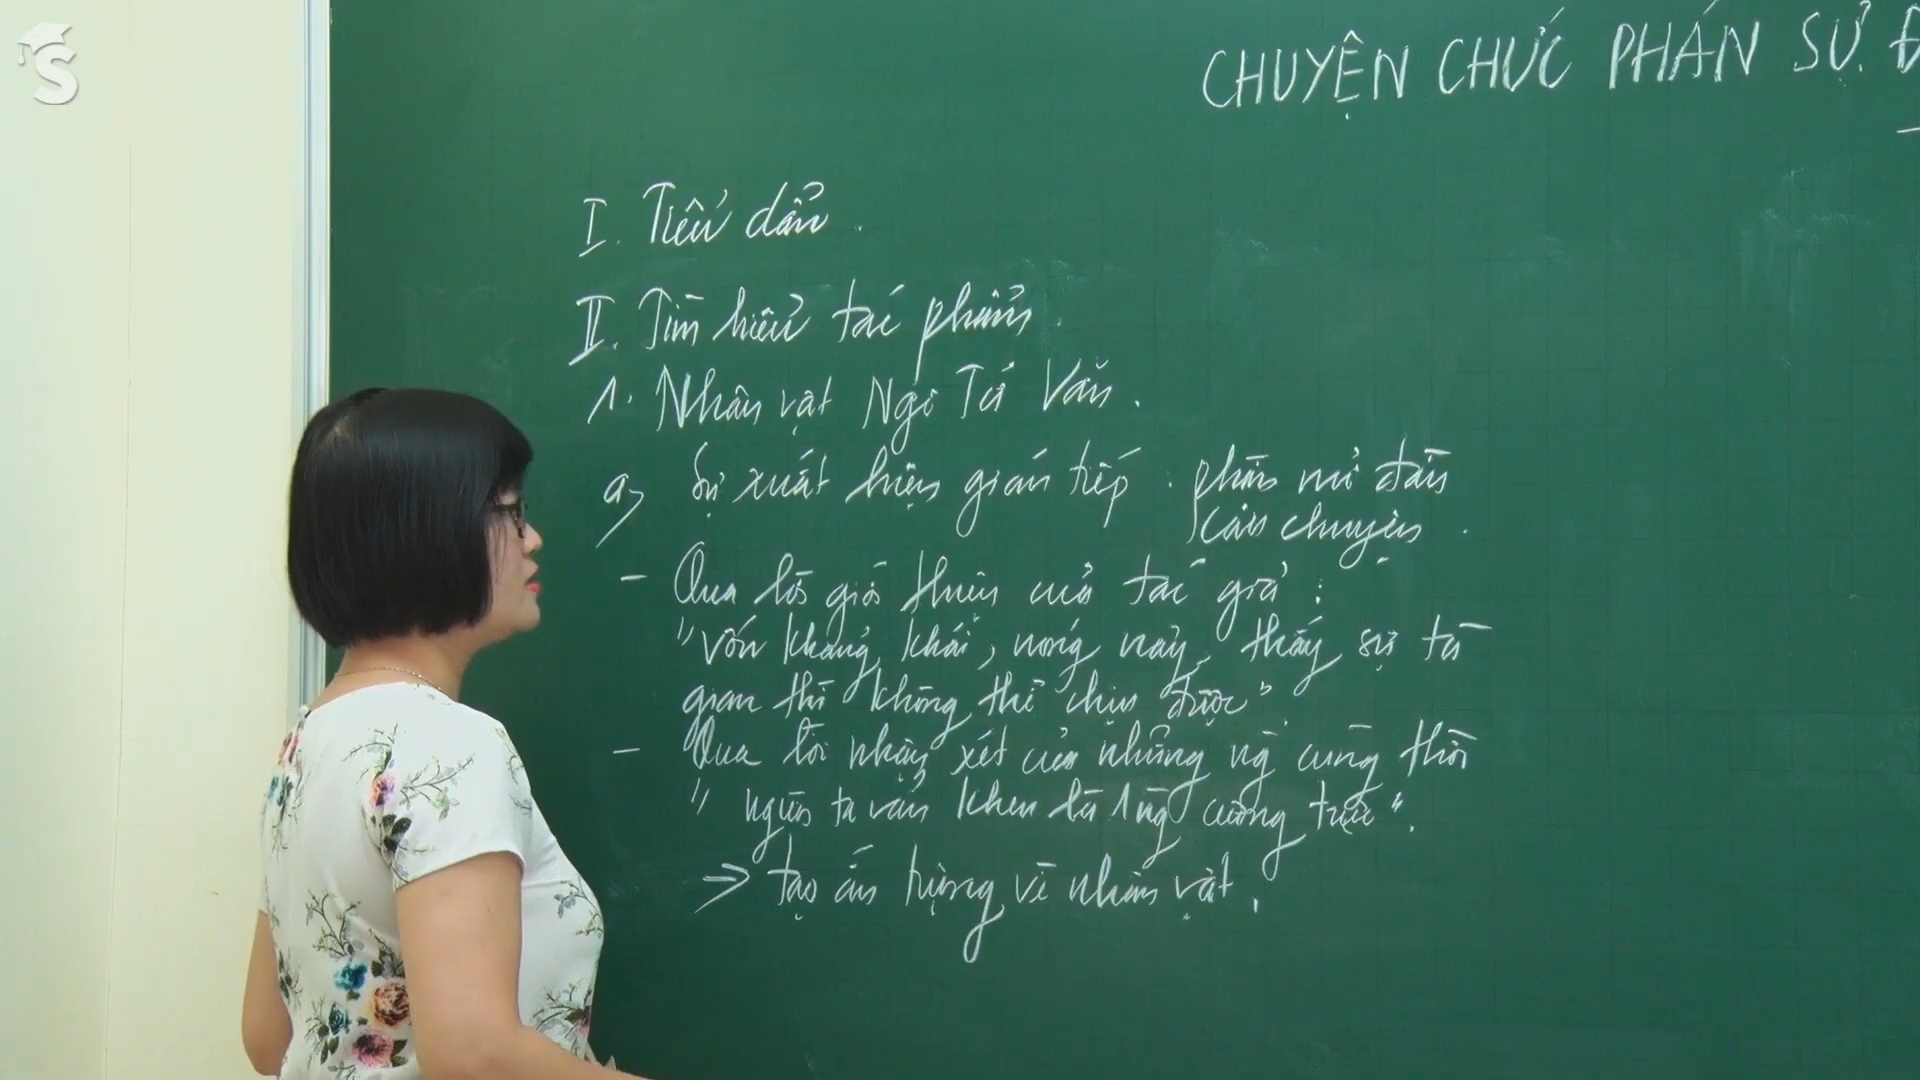 S
CHUYỆN CHỨC PHÁN SỰ Đ
I. Tiểu dẫn.
II. Tìm hiểu tác phẩm.
1. Nhân vật Ngô Tử Văn.
a, Sự xuất hiện gián tiếp : phần mở đầu
câu chuyện.
- Qua lời giới thiệu của tác giả :
"vốn khảng khái, nóng nảy, thấy sự tà
gian thì không thể chịu được".
- Qua lời nhận xét của những ng̀ cùng thời
" người ta vẫn khen là 1 ng̀ cương trực".
=> tạo ấn tượng về nhân vật.